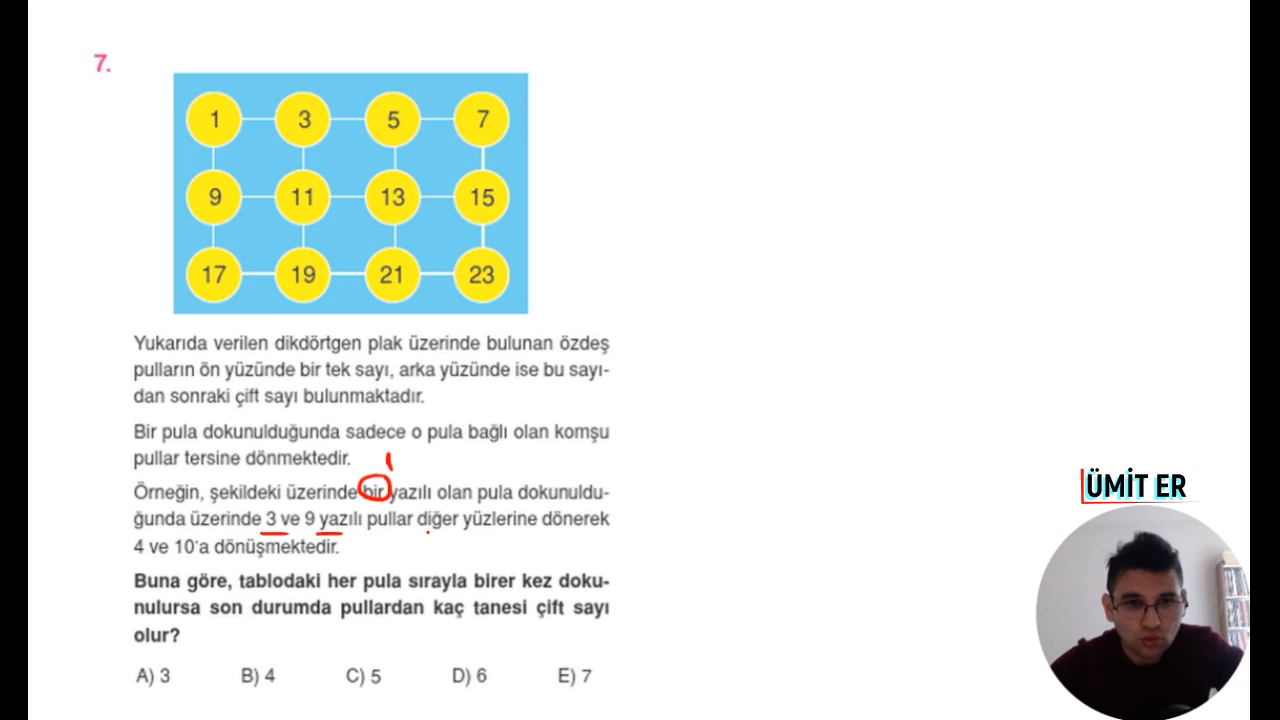 7.
1 3 5 7
9 11 13 15
17 19 21 23
Yukarıda verilen dikdörtgen plak üzerinde bulunan özdeş
pulların ön yüzünde bir tek sayı, arka yüzünde ise bu sayı-
dan sonraki çift sayı bulunmaktadır.
Bir pula dokunulduğunda sadece o pula bağlı olan komşu
pullar tersine dönmektedir.
Örneğin, şekildeki üzerinde bir yazılı olan pula dokunuldu-
ğunda üzerinde 3 ve 9 yazılı pullar diğer yüzlerine dönerek
4 ve 10'a dönüşmektedir.
Buna göre, tablodaki her pula sırayla birer kez doku-
nulursa son durumda pullardan kaç tanesi çift sayı
olur?
A) 3 B) 4 C) 5 D) 6 E) 7
ÜMİT ER